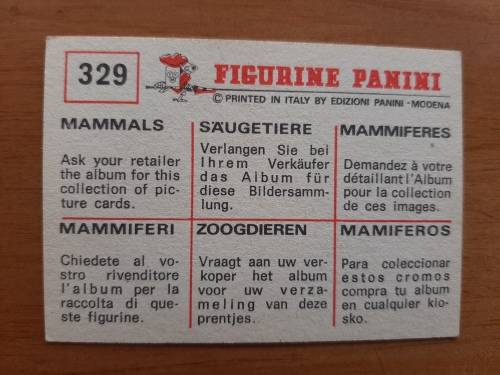 329
FIGURINE PANINI
© PRINTED IN ITALY BY EDIZIONI PANINI - MODENA
MAMMALS
Ask your retailer
the album for this
collection of pic-
ture cards.
SÄUGETIERE
Verlangen Sie bei
Ihrem Verkäufer
das Album für
diese Bildersamm-
lung.
MAMMIFERES
Demandez à votre
détaillant l'Album
pour la collection
de ces images.
MAMMIFERI
Chiedete al vo-
stro rivenditore
l'album per la
raccolta di que-
ste figurine.
ZOOGDIEREN
Vraagt aan uw ver-
koper het album
voor uw verza-
meling van deze
prentjes.
MAMIFEROS
Para coleccionar
estos cromos
compra tu album
en cualquier kio-
sko.